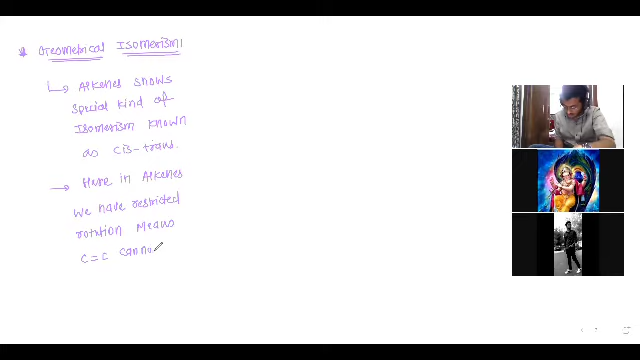 * Geometrical Isomerism
↳ Alkenes shows
special kind of
Isomerism known
as cis-trans.
→ Here in Alkenes
we have restricted
rotation Means
C=C canno